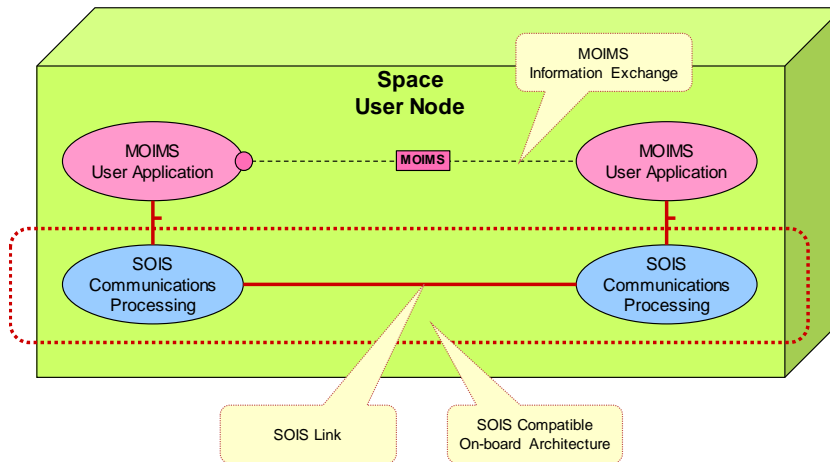 MOIMS
Information Exchange
Space
User Node
MOIMS
User Application
MOIMS
MOIMS
User Application
SOIS
Communications
Processing
SOIS
Communications
Processing
SOIS Link
SOIS Compatible
On-board Architecture